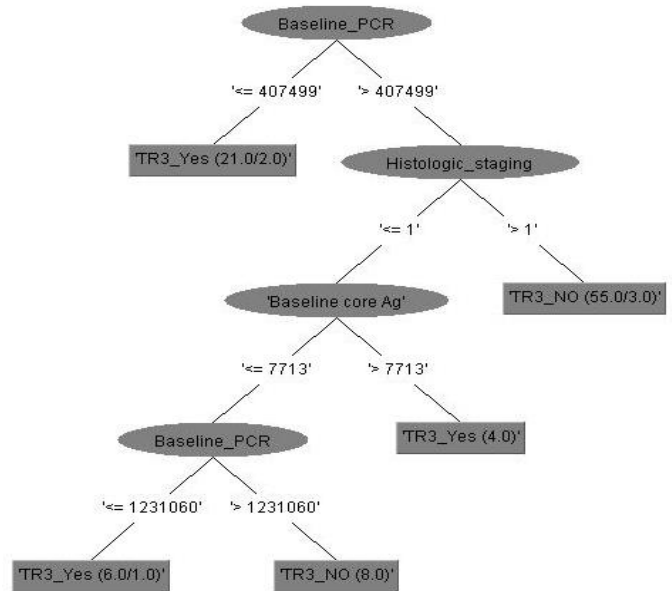 Baseline_PCR
'<= 407499' '> 407499'
'TR3_Yes (21.0/2.0)' Histologic_staging
'<= 1' '> 1'
'Baseline core Ag' 'TR3_NO (55.0/3.0)'
'<= 7713' '> 7713'
Baseline_PCR 'TR3_Yes (4.0)'
'<= 1231060' '> 1231060'
'TR3_Yes (6.0/1.0)' 'TR3_NO (8.0)'